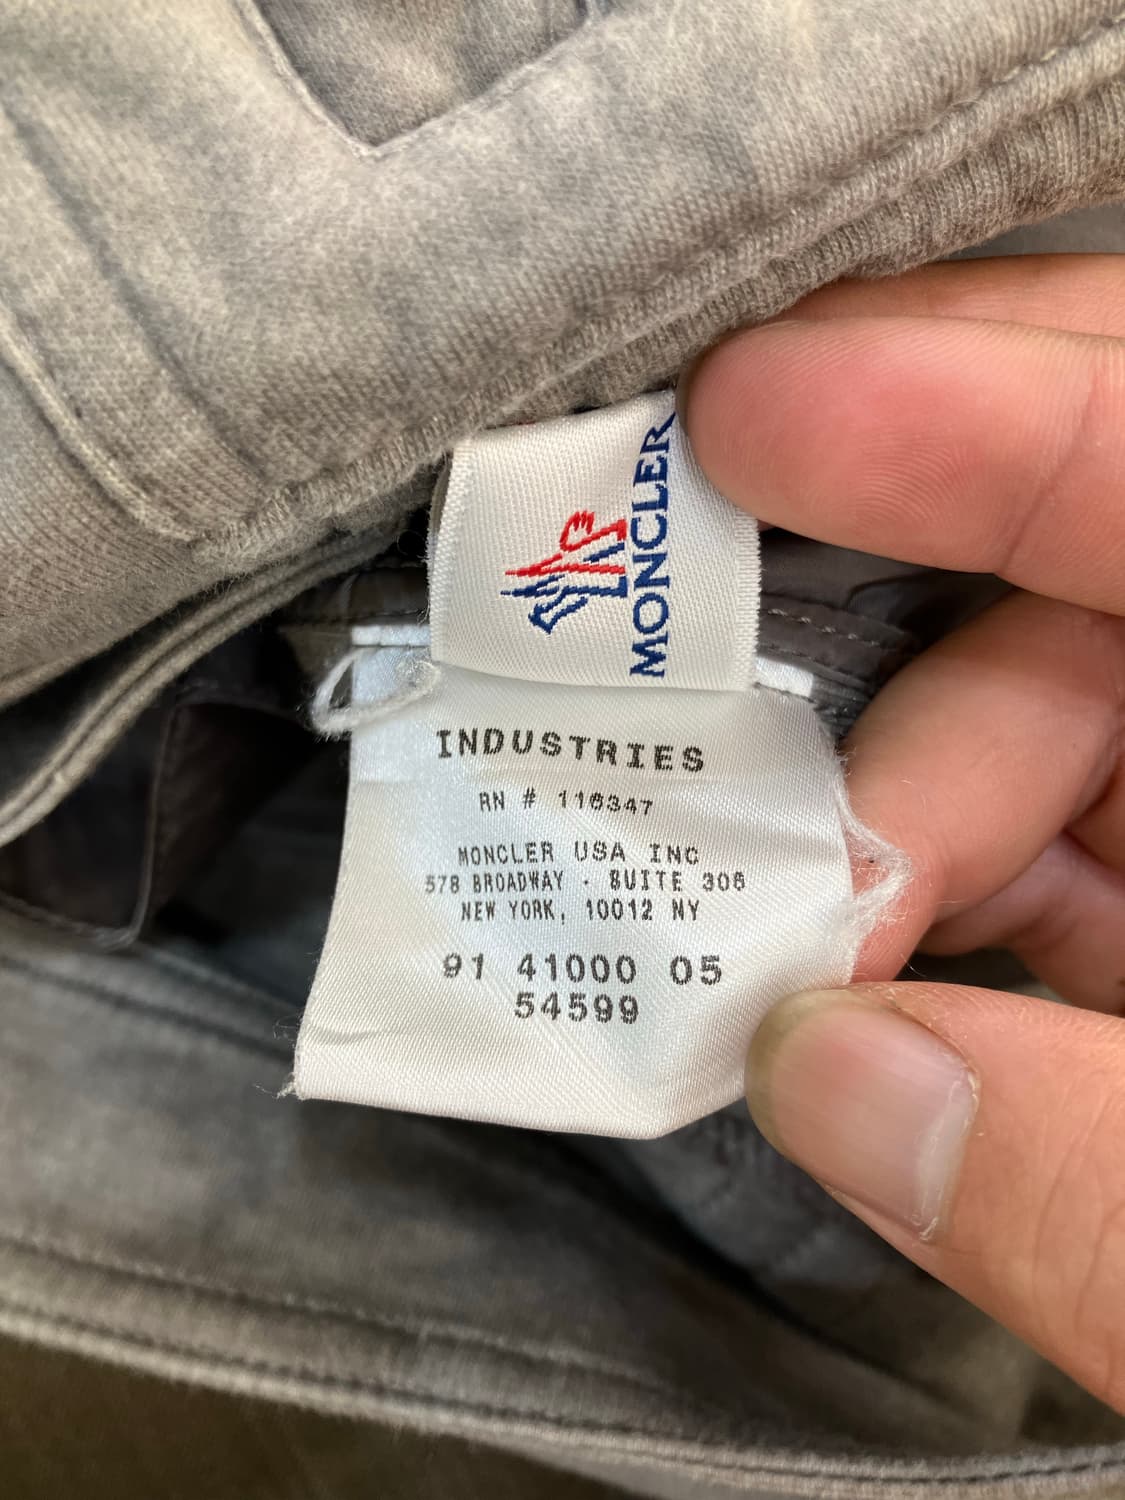 MONCLER
INDUSTRIES
RN # 116347
MONCLER USA INC
578 BROADWAY - SUITE 306
NEW YORK, 10012 NY
91 41000 05
54599